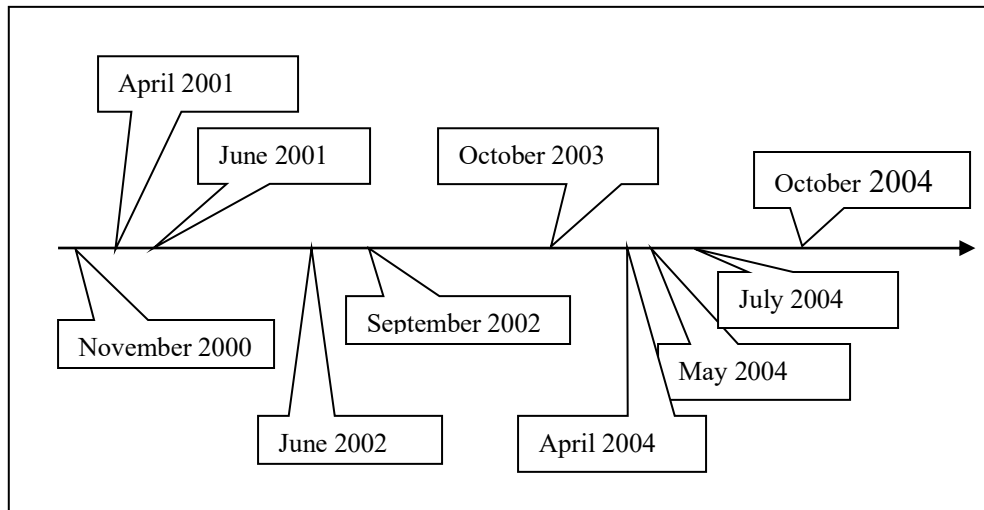 April 2001
June 2001
October 2003
October 2004
July 2004
September 2002
November 2000
May 2004
June 2002
April 2004